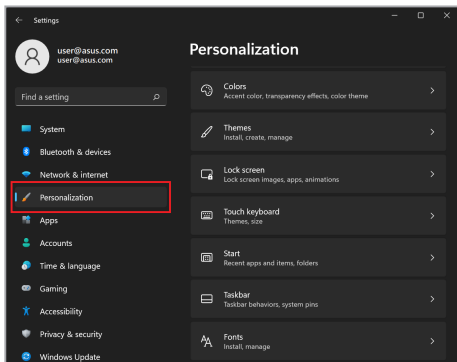 Settings
user@asus.com
user@asus.com
Find a setting
System
Bluetooth & devices
Network & internet
Personalization
Apps
Accounts
Time & language
Gaming
Accessibility
Privacy & security
Windows Update
Personalization
Colors
Accent color, transparency effects, color theme
Themes
Install, create, manage
Lock screen
Lock screen images, apps, animations
Touch keyboard
Themes, size
Start
Recent apps and items, folders
Taskbar
Taskbar behaviors, system pins
Fonts
Install, manage